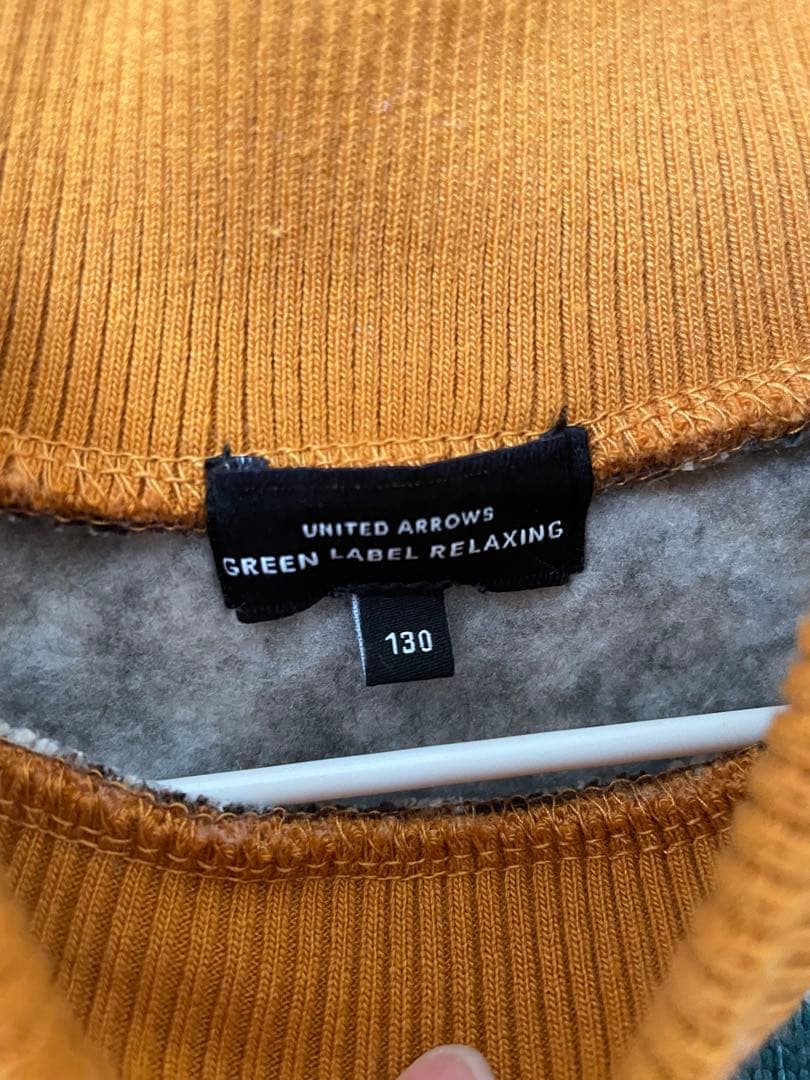 UNITED ARROWS
GREEN LABEL RELAXING
130